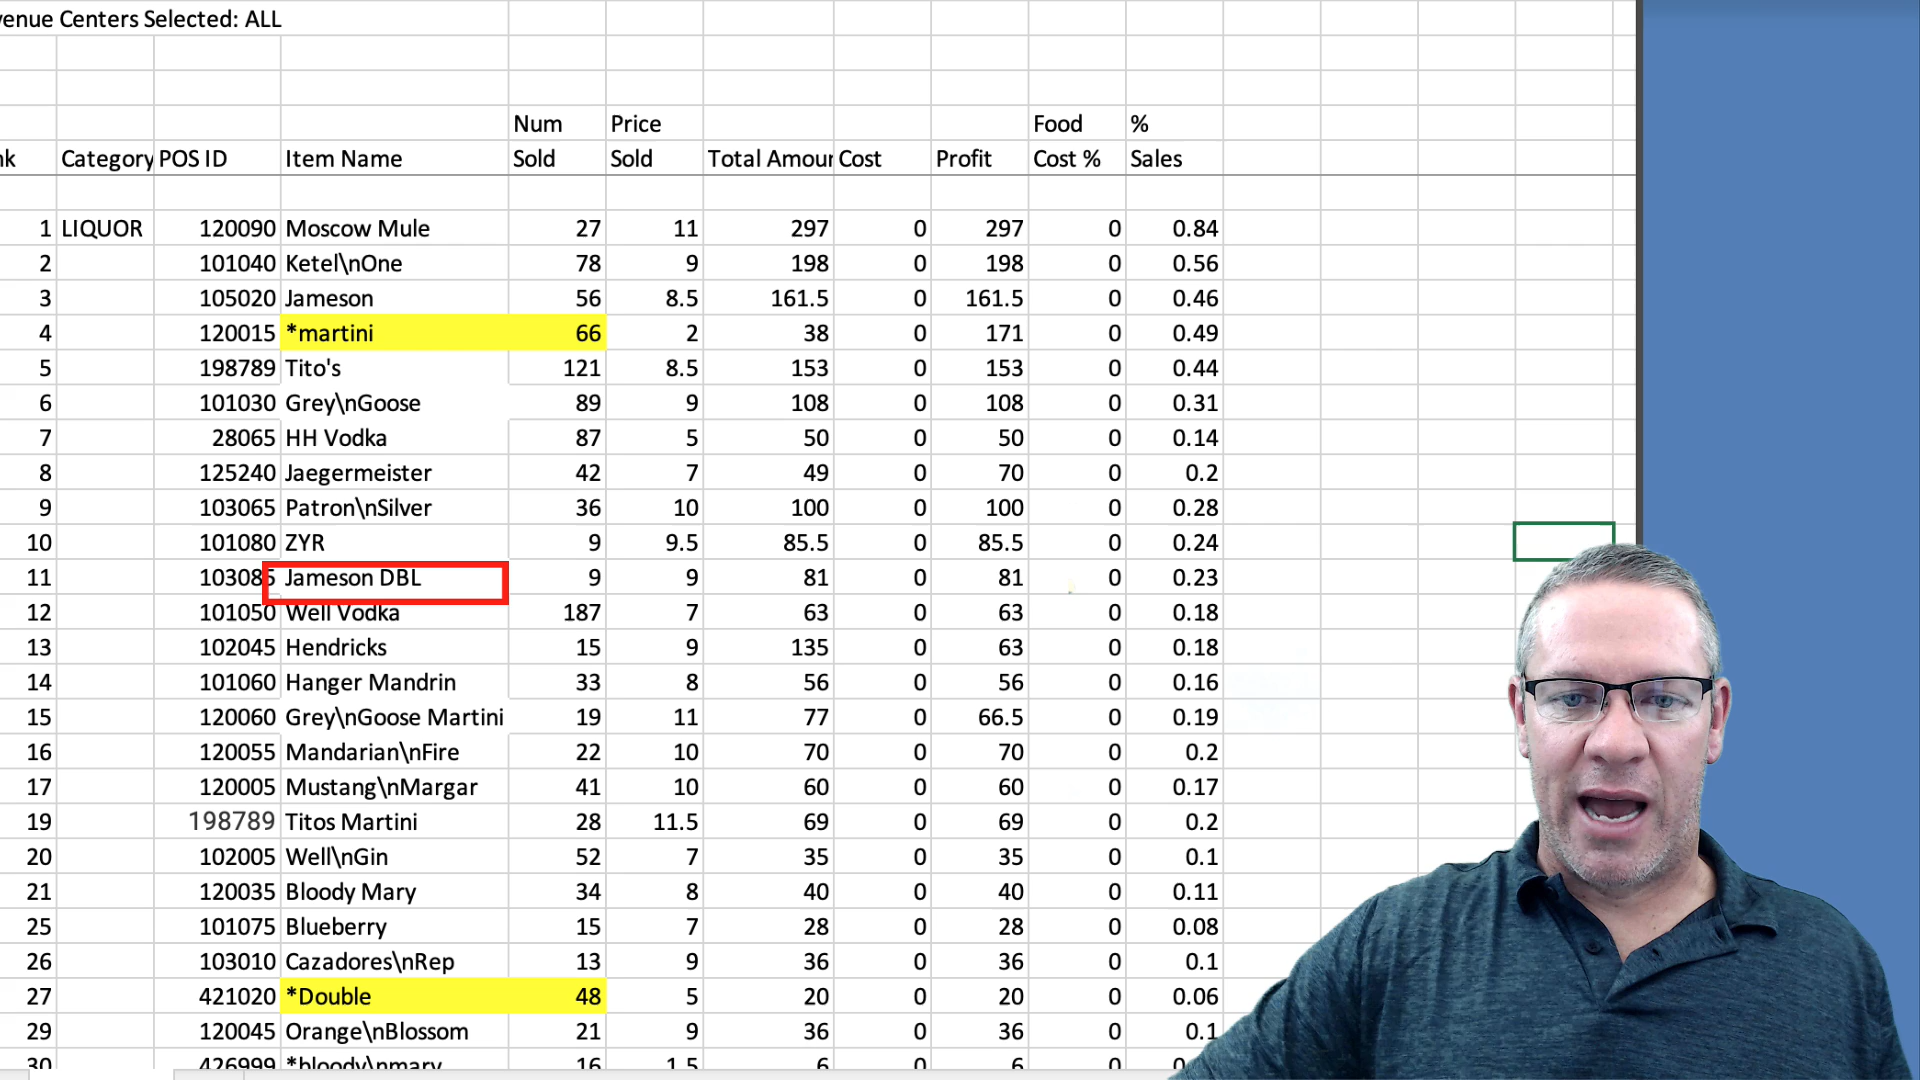 venue Centers Selected: ALL
Num Price Food %
nk Category POS ID Item Name Sold Sold Total Amour Cost Profit Cost % Sales
1 LIQUOR 120090 Moscow Mule 27 11 297 0 297 0 0.84
2 101040 Ketel\nOne 78 9 198 0 198 0 0.56
3 105020 Jameson 56 8.5 161.5 0 161.5 0 0.46
4 120015 *martini 66 2 38 0 171 0 0.49
5 198789 Tito's 121 8.5 153 0 153 0 0.44
6 101030 Grey\nGoose 89 9 108 0 108 0 0.31
7 28065 HH Vodka 87 5 50 0 50 0 0.14
8 125240 Jaegermeister 42 7 49 0 70 0 0.2
9 103065 Patron\nSilver 36 10 100 0 100 0 0.28
10 101080 ZYR 9 9.5 85.5 0 85.5 0 0.24
11 103085 Jameson DBL 9 9 81 0 81 0 0.23
12 101050 Well Vodka 187 7 63 0 63 0 0.18
13 102045 Hendricks 15 9 135 0 63 0 0.18
14 101060 Hanger Mandrin 33 8 56 0 56 0 0.16
15 120060 Grey\nGoose Martini 19 11 77 0 66.5 0 0.19
16 120055 Mandarian\nFire 22 10 70 0 70 0 0.2
17 120005 Mustang\nMargar 41 10 60 0 60 0 0.17
19 198789 Titos Martini 28 11.5 69 0 69 0 0.2
20 102005 Well\nGin 52 7 35 0 35 0 0.1
21 120035 Bloody Mary 34 8 40 0 40 0 0.11
25 101075 Blueberry 15 7 28 0 28 0 0.08
26 103010 Cazadores\nRep 13 9 36 0 36 0 0.1
27 421020 *Double 48 5 20 0 20 0 0.06
29 120045 Orange\nBlossom 21 9 36 0 36 0 0.1
30 426999 *bloody\nmary 16 1.5 6 0 6 0